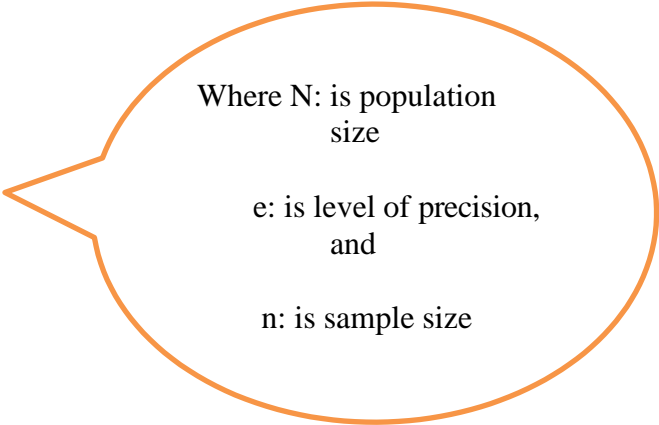 Where N: is population
size
e: is level of precision,
and
n: is sample size